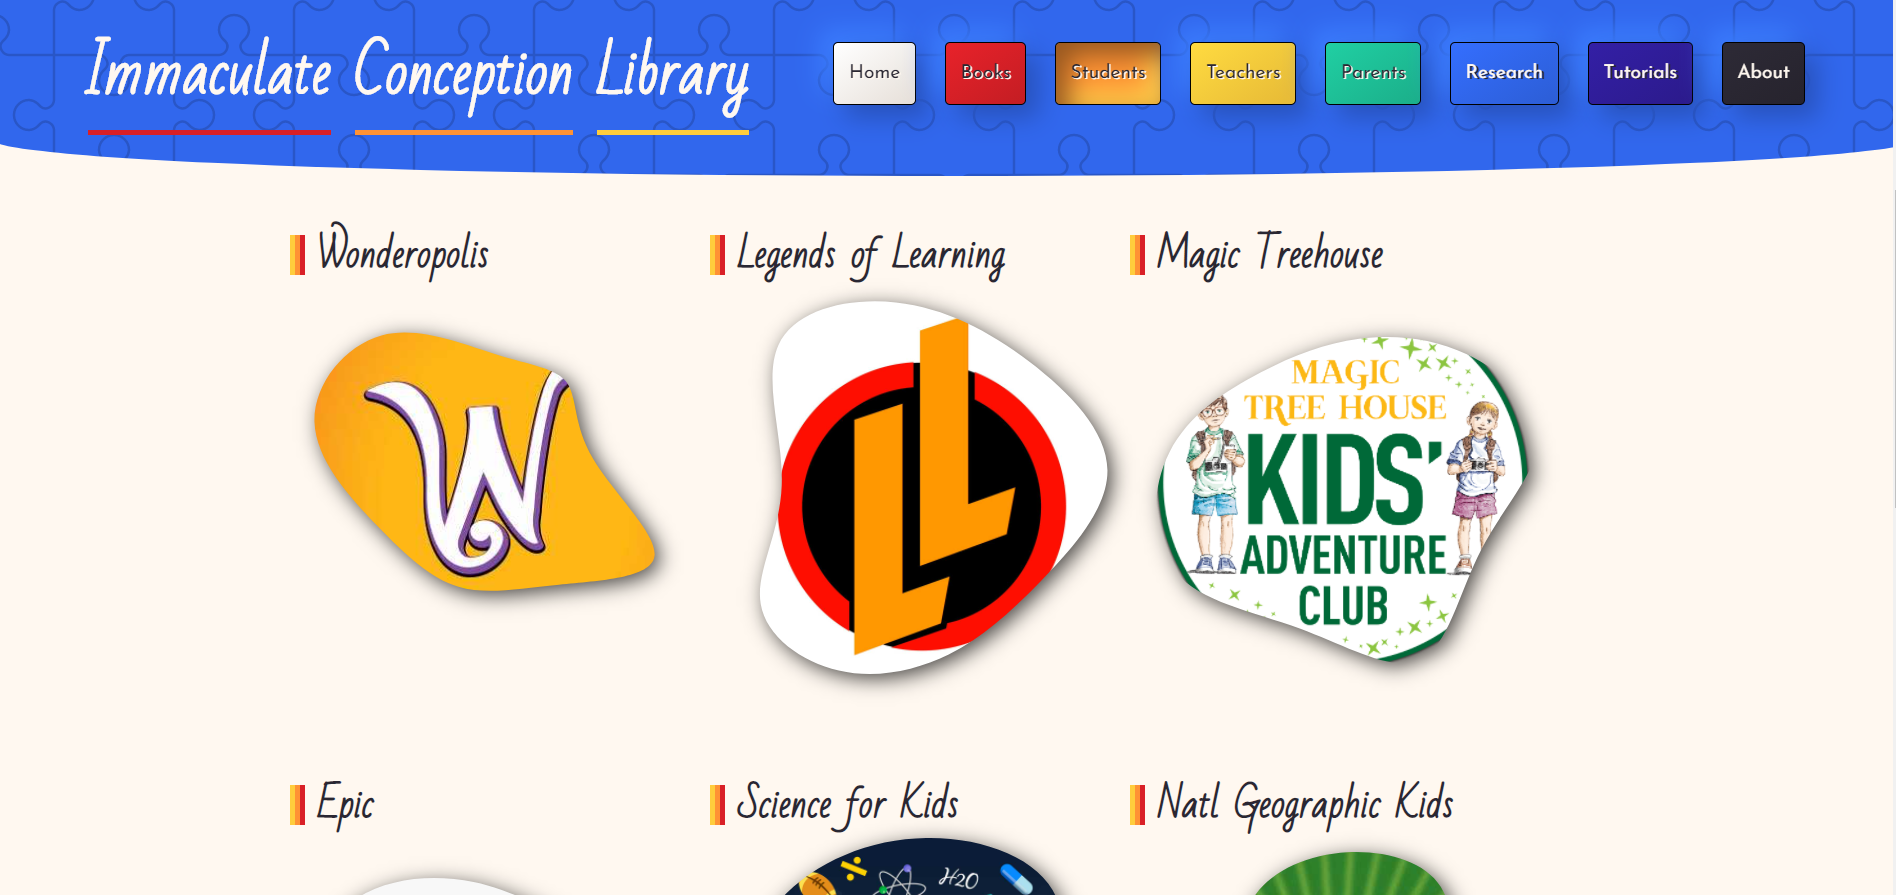 Immaculate Conception Library
Home Books Students Teachers Parents Research Tutorials About
Wonderopolis
Legends of Learning
Magic Treehouse
W
LL
MAGIC
TREE HOUSE
KIDS'
ADVENTURE
CLUB
Epic
Science for Kids
Natl Geographic Kids
H2O